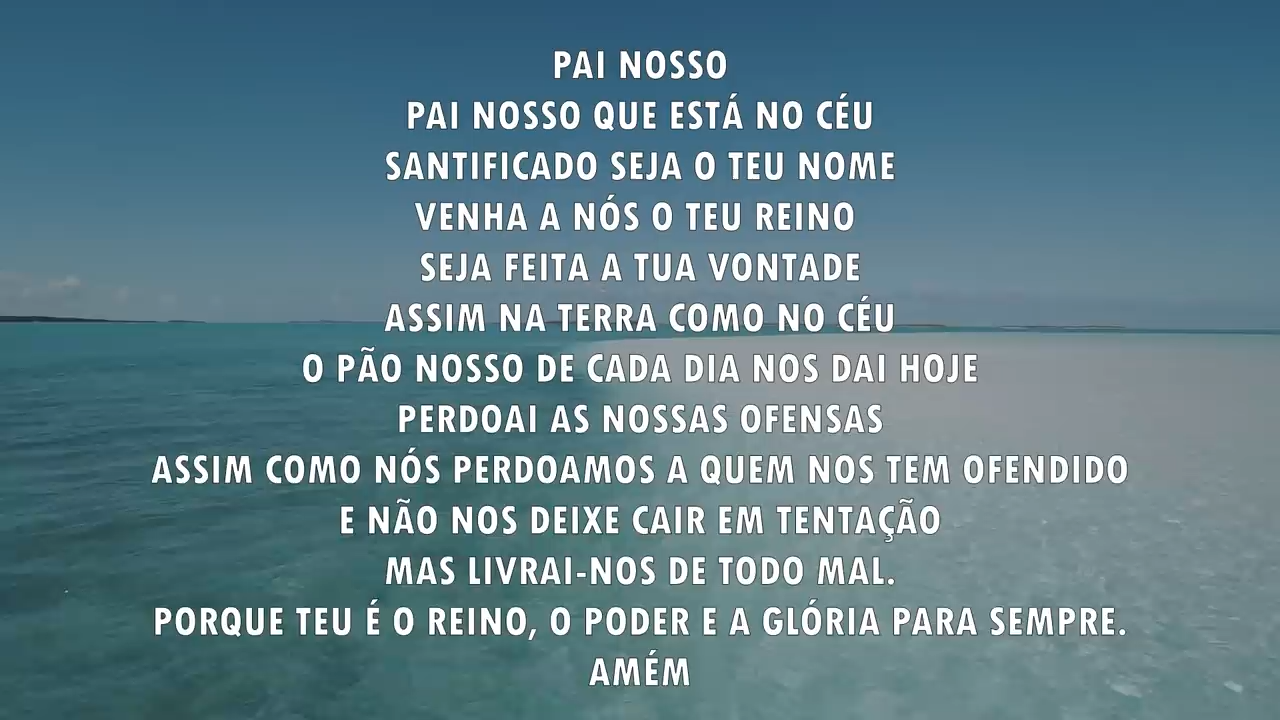 PAI NOSSO
PAI NOSSO QUE ESTÁ NO CÉU
SANTIFICADO SEJA O TEU NOME
VENHA A NÓS O TEU REINO
SEJA FEITA A TUA VONTADE
ASSIM NA TERRA COMO NO CÉU
O PÃO NOSSO DE CADA DIA NOS DAI HOJE
PERDOAI AS NOSSAS OFENSAS
ASSIM COMO NÓS PERDOAMOS A QUEM NOS TEM OFENDIDO
E NÃO NOS DEIXE CAIR EM TENTAÇÃO
MAS LIVRAI-NOS DE TODO MAL.
PORQUE TEU É O REINO, O PODER E A GLÓRIA PARA SEMPRE.
AMÉM